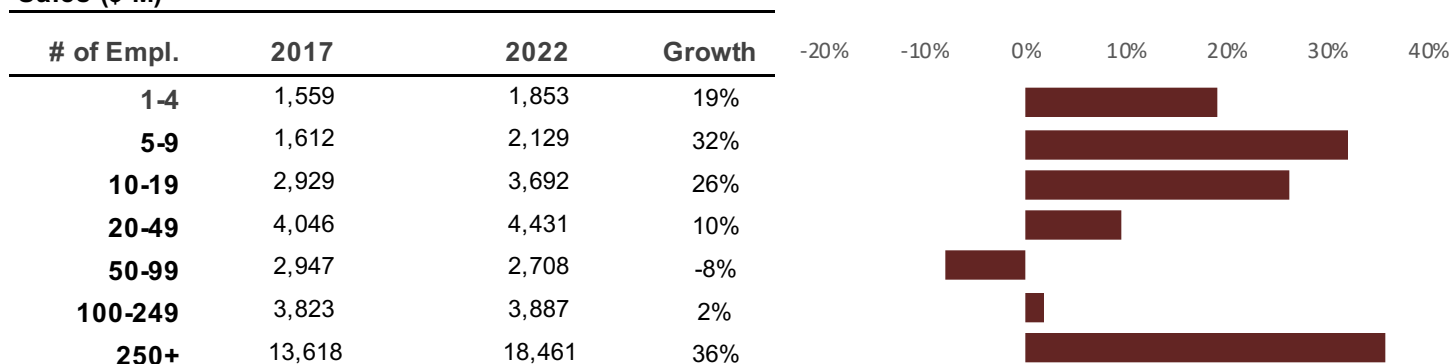 Sales ($ M)
# of Empl. 2017 2022 Growth -20% -10% 0% 10% 20% 30% 40%
1-4 1,559 1,853 19%
5-9 1,612 2,129 32%
10-19 2,929 3,692 26%
20-49 4,046 4,431 10%
50-99 2,947 2,708 -8%
100-249 3,823 3,887 2%
250+ 13,618 18,461 36%